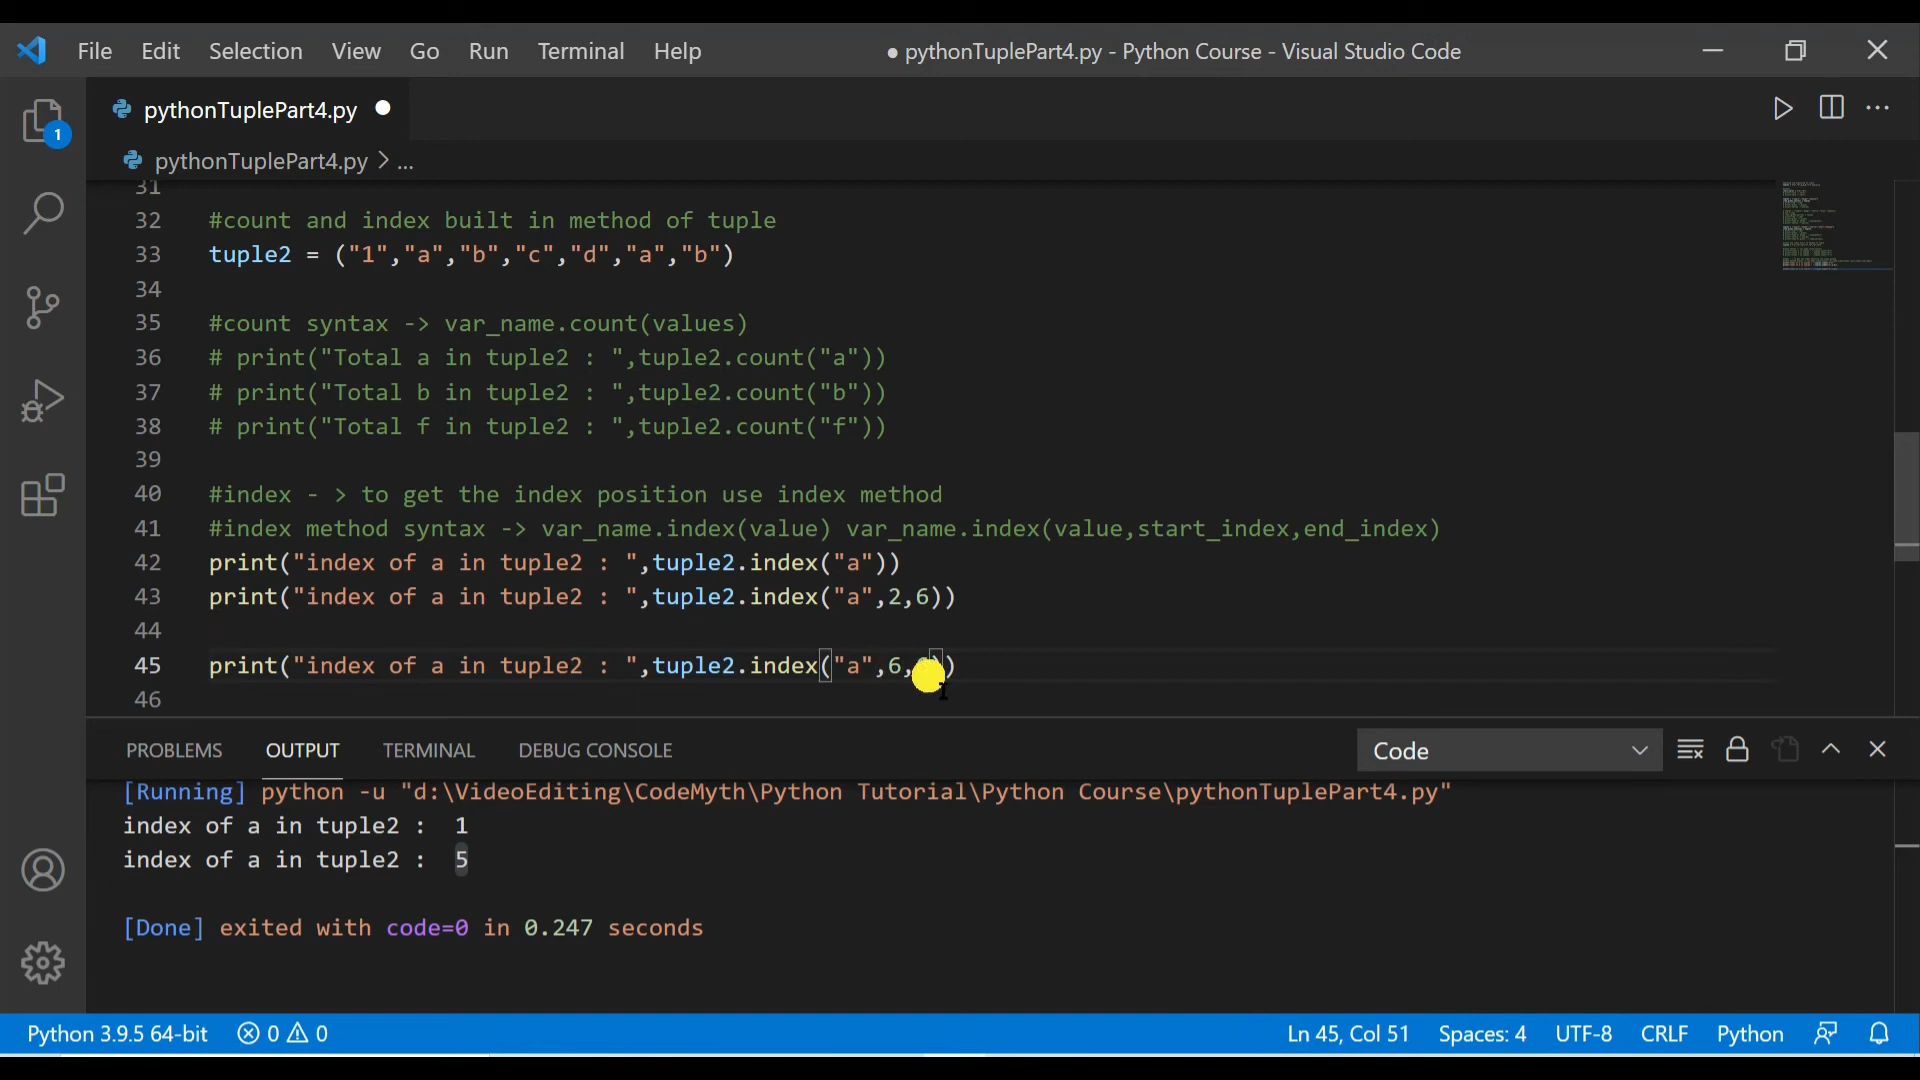 File Edit Selection View Go Run Terminal Help ● pythonTuplePart4.py - Python Course - Visual Studio Code
pythonTuplePart4.py
1
pythonTuplePart4.py > ...
31
32 #count and index built in method of tuple
33 tuple2 = ("1","a","b","c","d","a","b")
34
35 #count syntax -> var_name.count(values)
36 # print("Total a in tuple2 : ",tuple2.count("a"))
37 # print("Total b in tuple2 : ",tuple2.count("b"))
38 # print("Total f in tuple2 : ",tuple2.count("f"))
39
40 #index - > to get the index position use index method
41 #index method syntax -> var_name.index(value) var_name.index(value,start_index,end_index)
42 print("index of a in tuple2 : ",tuple2.index("a"))
43 print("index of a in tuple2 : ",tuple2.index("a",2,6))
44
45 print("index of a in tuple2 : ",tuple2.index("a",6,))
46
PROBLEMS OUTPUT TERMINAL DEBUG CONSOLE Code
[Running] python -u "d:\VideoEditing\CodeMyth\Python Tutorial\Python Course\pythonTuplePart4.py"
index of a in tuple2 : 1
index of a in tuple2 : 5
[Done] exited with code=0 in 0.247 seconds
Python 3.9.5 64-bit 0 0 Ln 45, Col 51 Spaces: 4 UTF-8 CRLF Python